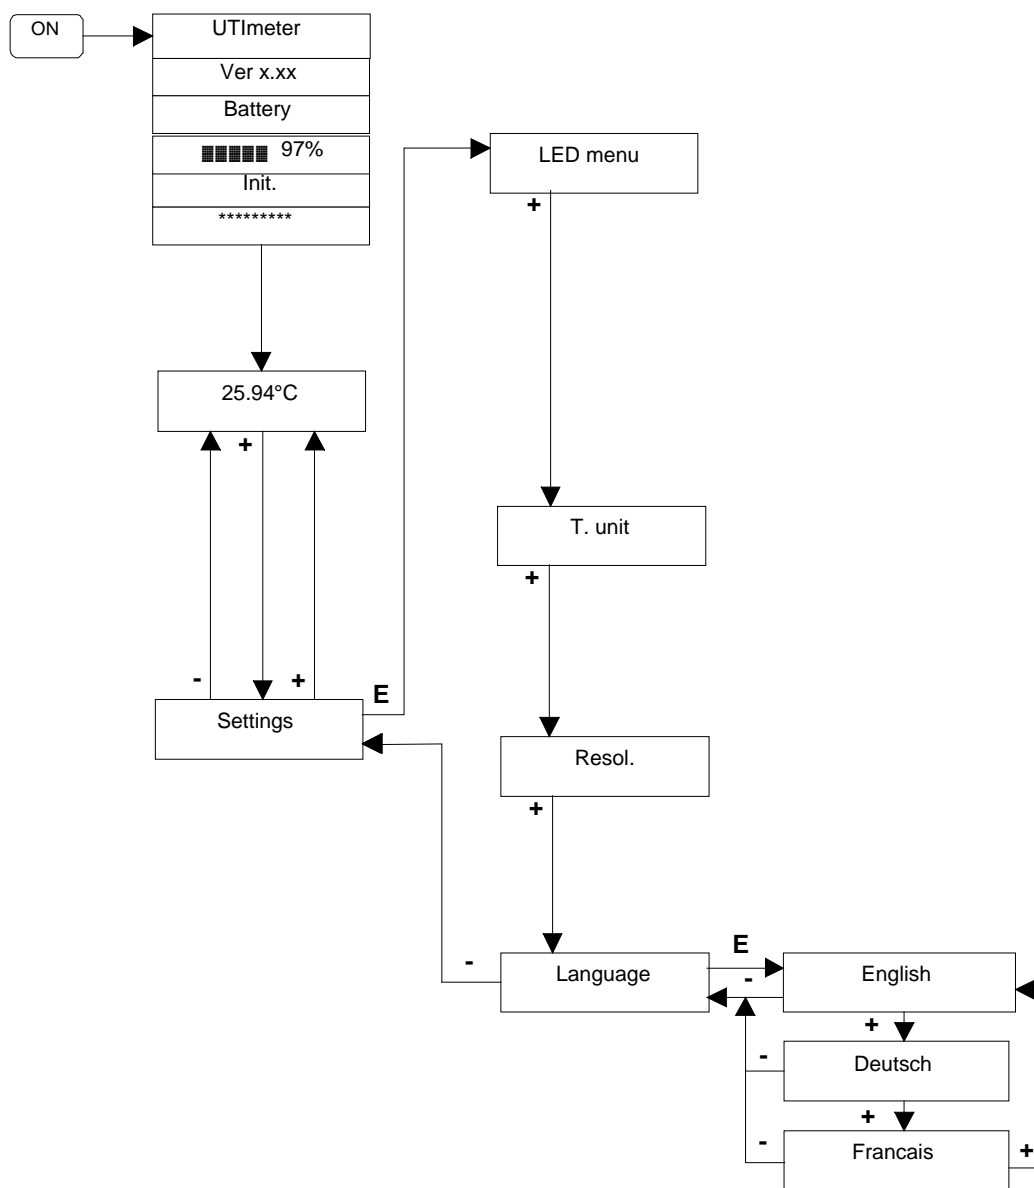 ON
UTImeter
Ver x.xx
Battery
97%
Init.
*********
LED menu
+
25.94°C
+
T. unit
+
-
+
E
Settings
Resol.
+
-
Language
E
-
English
+
-
Deutsch
+
-
Francais
+